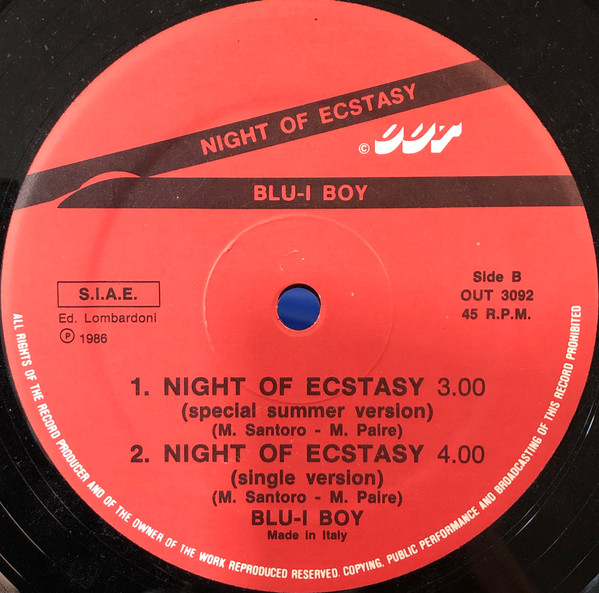 NIGHT OF ECSTASY
© OUT
BLU-I BOY
S.I.A.E.
Ed. Lombardoni
℗ 1986
Side B
OUT 3092
45 R.P.M.
1. NIGHT OF ECSTASY 3.00
(special summer version)
(M. Santoro - M. Paire)
2. NIGHT OF ECSTASY 4.00
(single version)
(M. Santoro - M. Paire)
BLU-I BOY
Made in Italy
ALL RIGHTS OF THE RECORD PRODUCER AND OF THE OWNER OF THE WORK REPRODUCED RESERVED. COPYING, PUBLIC PERFORMANCE AND BROADCASTING OF THIS RECORD PROHIBITED